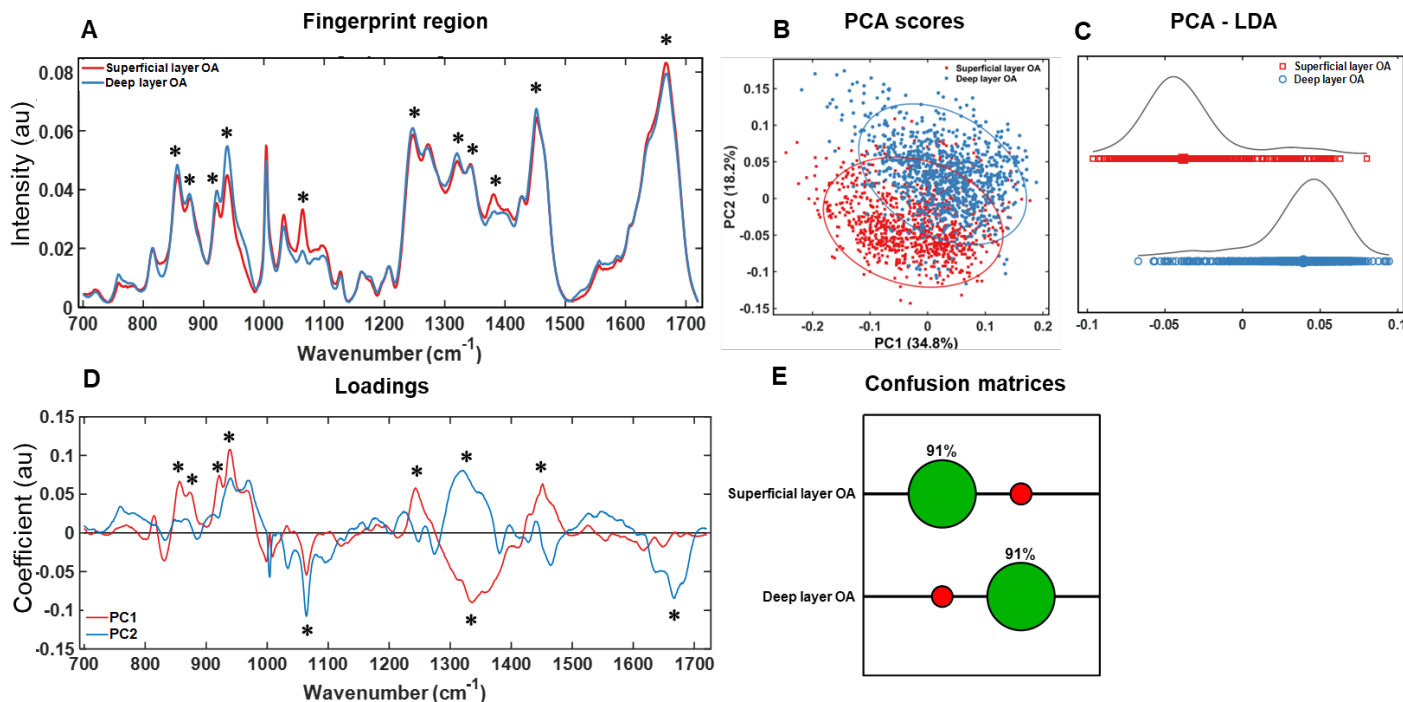 A
Fingerprint region
Superficial layer OA
Deep layer OA
* * * * * * * * * * *
Intensity (au)
0.08
0.06
0.04
0.02
0
700 800 900 1000 1100 1200 1300 1400 1500 1600 1700
Wavenumber (cm⁻¹)
B
PCA scores
Superficial layer OA
Deep layer OA
PC2 (18.2%)
0.15
0.1
0.05
0
-0.05
-0.1
-0.15
-0.2 -0.1 0 0.1 0.2
PC1 (34.8%)
C
PCA - LDA
Superficial layer OA
Deep layer OA
-0.1 -0.05 0 0.05 0.1
D
Loadings
* * * * * * * * * *
Coefficient (au)
0.15
0.1
0.05
0
-0.05
-0.1
-0.15
PC1
PC2
700 800 900 1000 1100 1200 1300 1400 1500 1600 1700
Wavenumber (cm⁻¹)
E
Confusion matrices
91%
Superficial layer OA
91%
Deep layer OA